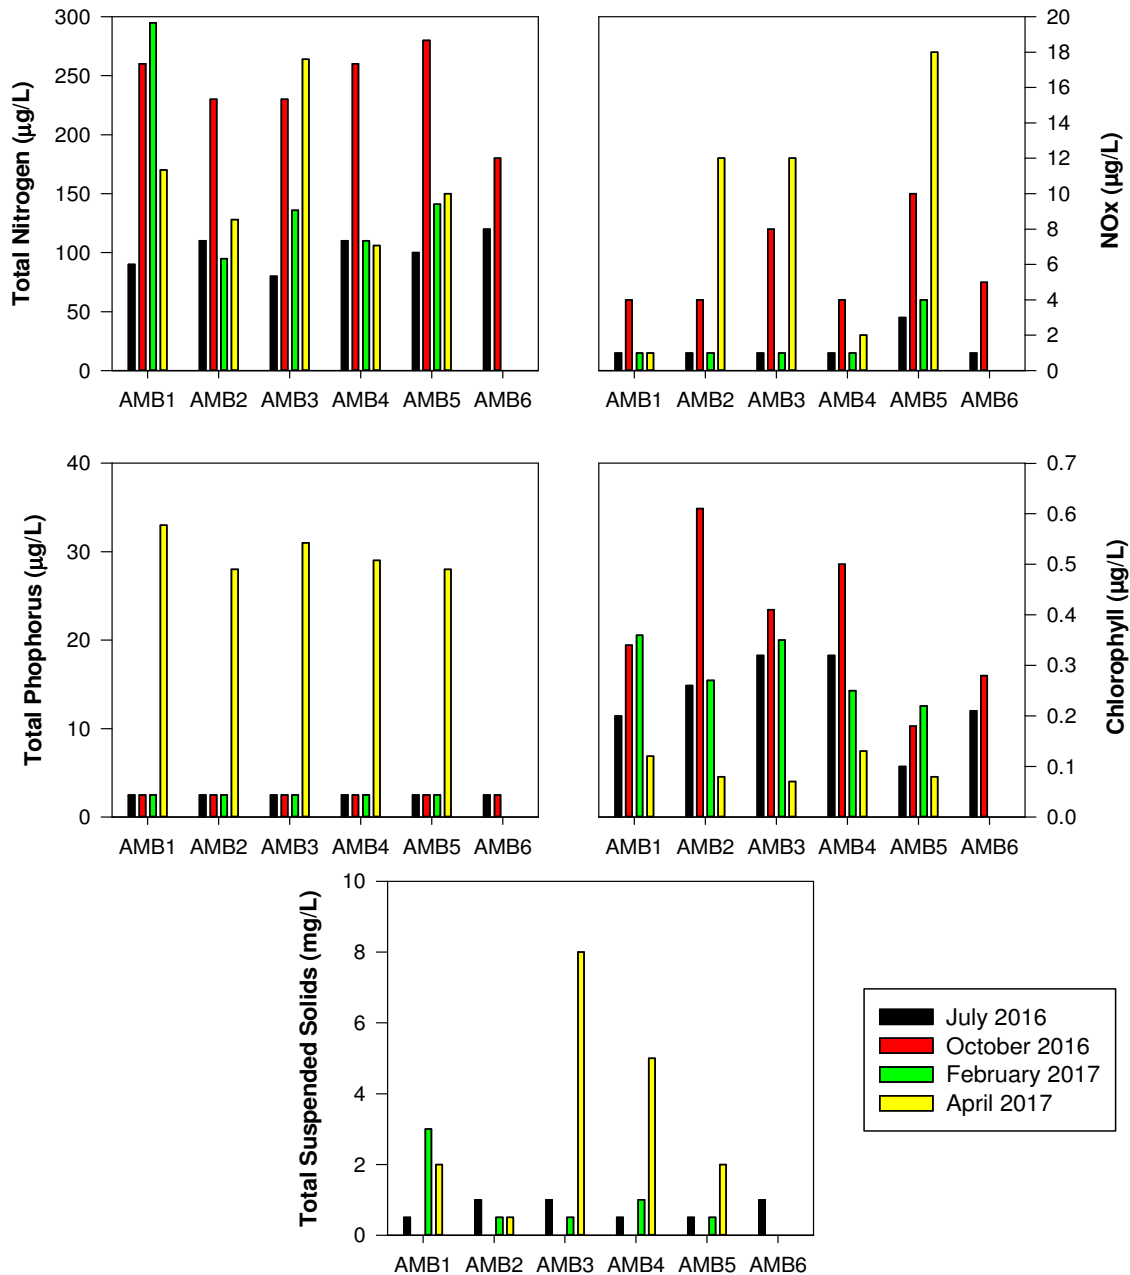 Total Nitrogen (µg/L)
300
250
200
150
100
50
0
AMB1 AMB2 AMB3 AMB4 AMB5 AMB6
NOx (µg/L)
20
18
16
14
12
10
8
6
4
2
0
AMB1 AMB2 AMB3 AMB4 AMB5 AMB6
Total Phophorus (µg/L)
40
30
20
10
0
AMB1 AMB2 AMB3 AMB4 AMB5 AMB6
Chlorophyll (µg/L)
0.7
0.6
0.5
0.4
0.3
0.2
0.1
0.0
AMB1 AMB2 AMB3 AMB4 AMB5 AMB6
Total Suspended Solids (mg/L)
10
8
6
4
2
0
AMB1 AMB2 AMB3 AMB4 AMB5 AMB6
July 2016
October 2016
February 2017
April 2017